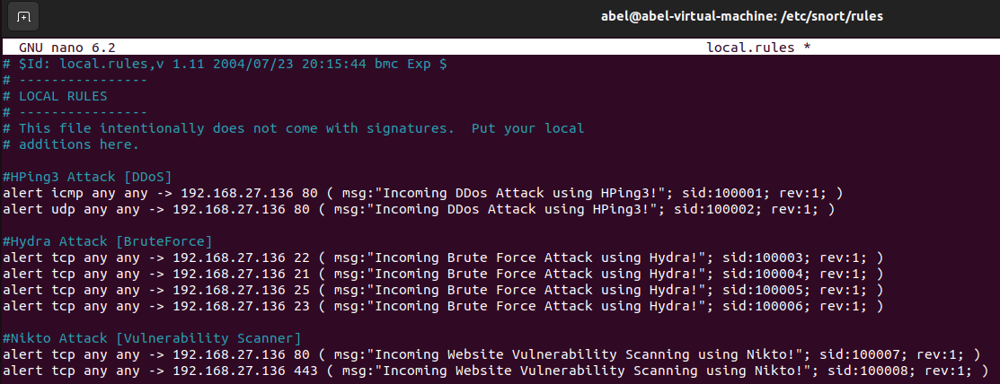 abel@abel-virtual-machine: /etc/snort/rules
GNU nano 6.2 local.rules *
# $Id: local.rules,v 1.11 2004/07/23 20:15:44 bmc Exp $
# ----------------
# LOCAL RULES
# ----------------
# This file intentionally does not come with signatures.  Put your local
# additions here.
#HPing3 Attack [DDoS]
alert icmp any any -> 192.168.27.136 80 ( msg:"Incoming DDos Attack using HPing3!"; sid:100001; rev:1; )
alert udp any any -> 192.168.27.136 80 ( msg:"Incoming DDos Attack using HPing3!"; sid:100002; rev:1; )
#Hydra Attack [BruteForce]
alert tcp any any -> 192.168.27.136 22 ( msg:"Incoming Brute Force Attack using Hydra!"; sid:100003; rev:1; )
alert tcp any any -> 192.168.27.136 21 ( msg:"Incoming Brute Force Attack using Hydra!"; sid:100004; rev:1; )
alert tcp any any -> 192.168.27.136 25 ( msg:"Incoming Brute Force Attack using Hydra!"; sid:100005; rev:1; )
alert tcp any any -> 192.168.27.136 23 ( msg:"Incoming Brute Force Attack using Hydra!"; sid:100006; rev:1; )
#Nikto Attack [Vulnerability Scanner]
alert tcp any any -> 192.168.27.136 80 ( msg:"Incoming Website Vulnerability Scanning using Nikto!"; sid:100007; rev:1; )
alert tcp any any -> 192.168.27.136 443 ( msg:"Incoming Website Vulnerability Scanning using Nikto!"; sid:100008; rev:1; )